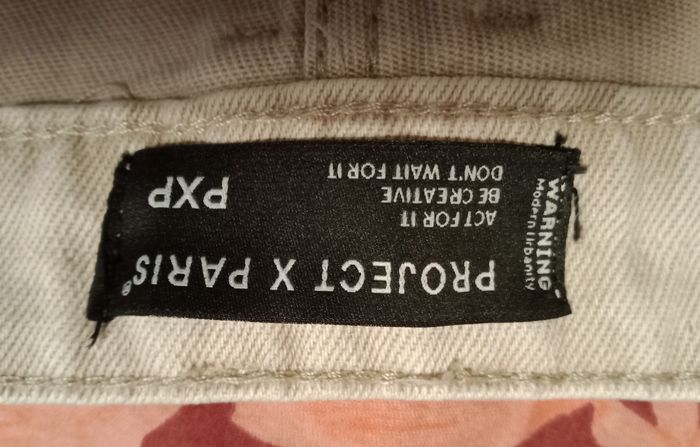 PROJECT X PARIS®
ACT FOR IT
BE CREATIVE
DON'T WAIT FOR IT
PXP
WARNING
Modern Urbanity